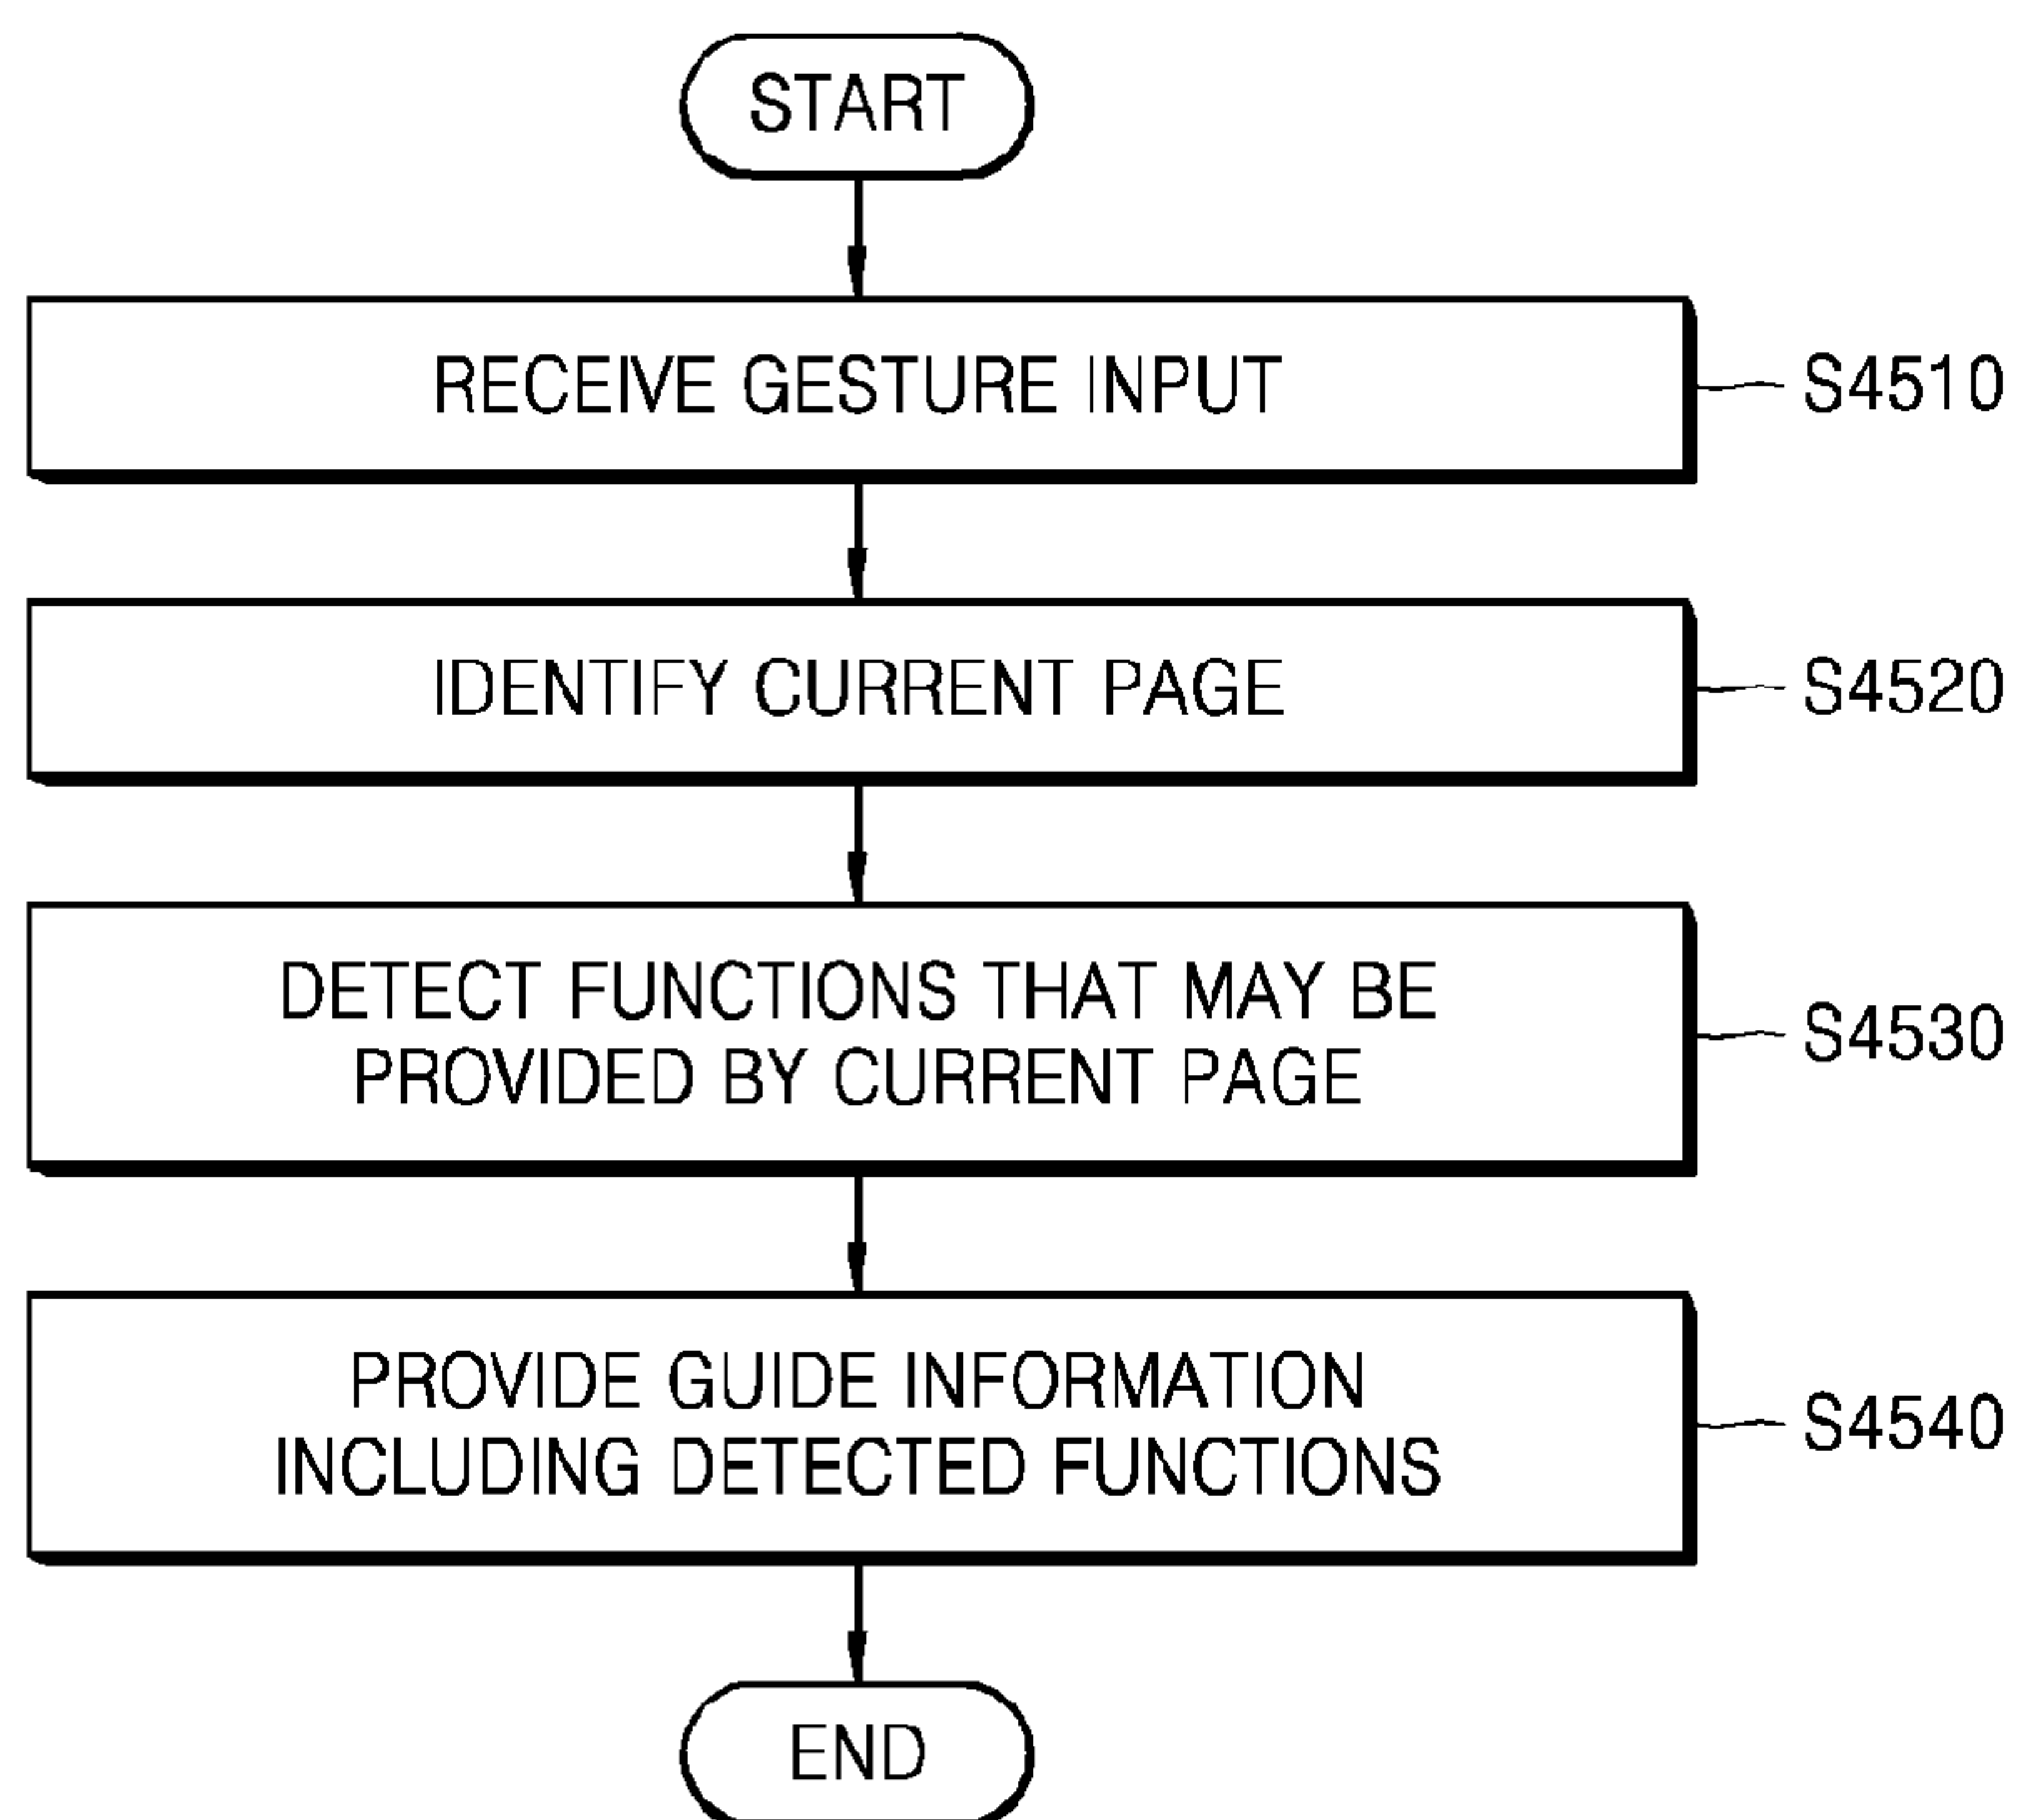 START
RECEIVE GESTURE INPUT
S4510
IDENTIFY CURRENT PAGE
S4520
DETECT FUNCTIONS THAT MAY BE
PROVIDED BY CURRENT PAGE
S4530
PROVIDE GUIDE INFORMATION
INCLUDING DETECTED FUNCTIONS
S4540
END